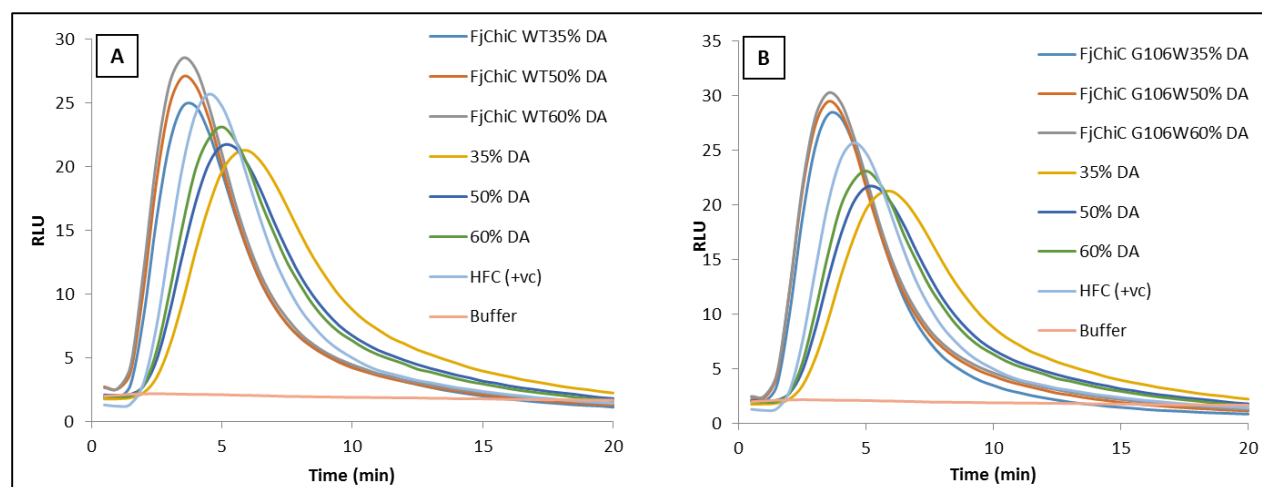 A
30
25
20
15
10
5
0
RLU
0
5
10
15
20
Time (min)
FjChiC WT35% DA
FjChiC WT50% DA
FjChiC WT60% DA
35% DA
50% DA
60% DA
HFC (+vc)
Buffer
B
35
30
25
20
15
10
5
0
RLU
0
5
10
15
20
Time (min)
FjChiC G106W35% DA
FjChiC G106W50% DA
FjChiC G106W60% DA
35% DA
50% DA
60% DA
HFC (+vc)
Buffer